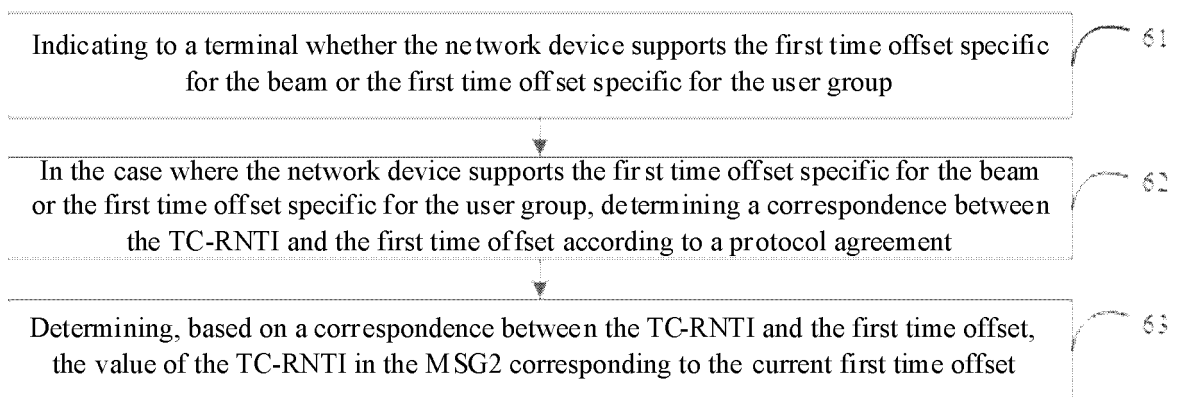 Indicating to a terminal whether the network device supports the first time offset specific
for the beam or the first time offset specific for the user group
61
In the case where the network device supports the first time offset specific for the beam
or the first time offset specific for the user group, determining a correspondence between
the TC-RNTI and the first time offset according to a protocol agreement
62
Determining, based on a correspondence between the TC-RNTI and the first time offset,
the value of the TC-RNTI in the MSG2 corresponding to the current first time offset
63